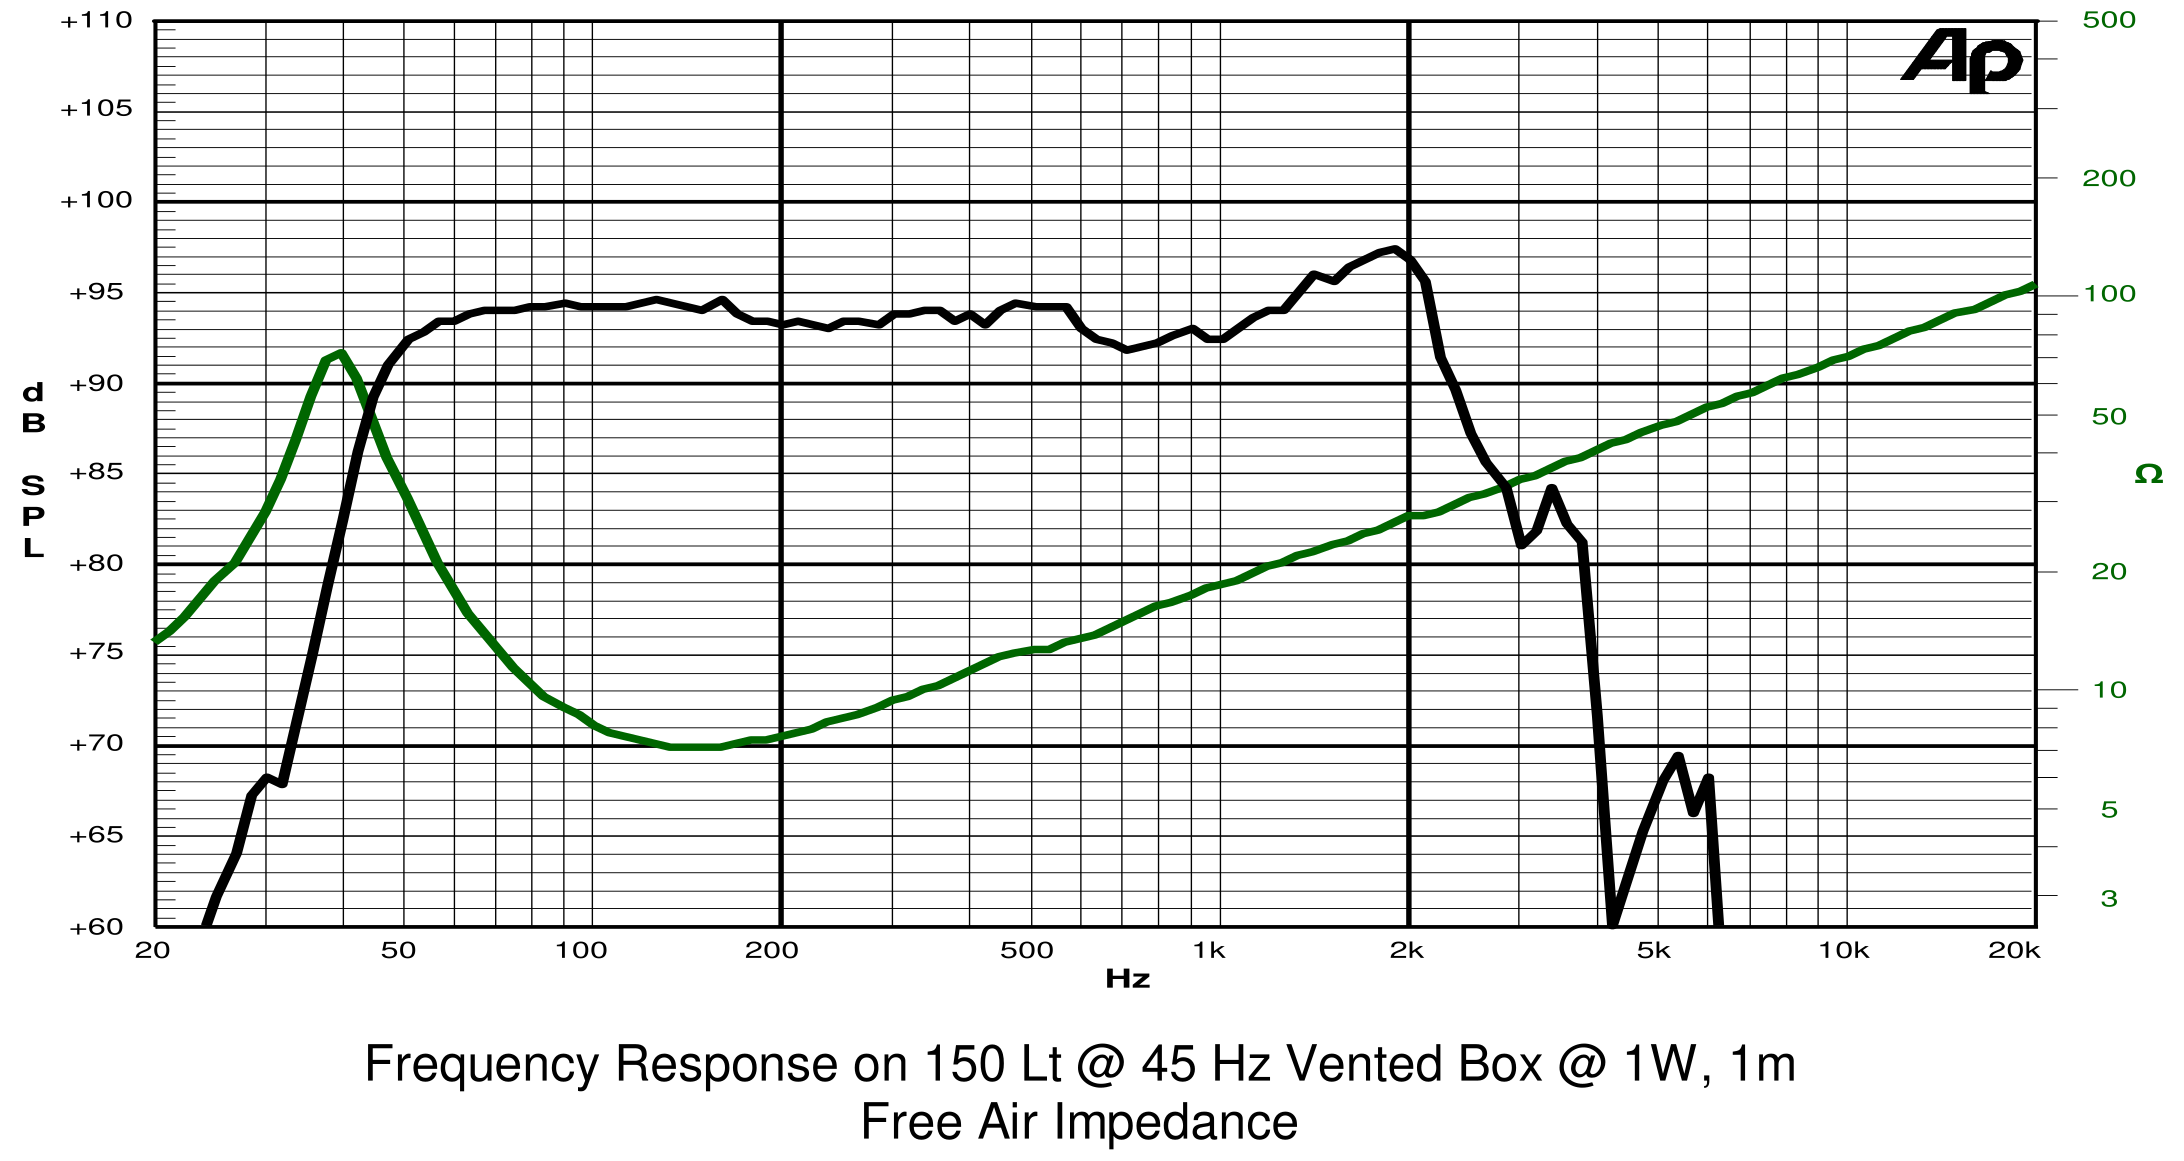 +110
+105
+100
+95
+90
+85
+80
+75
+70
+65
+60
dB SPL
500
200
100
50
20
10
5
3
Ω
Ap
20 50 100 200 500 1k 2k 5k 10k 20k
Hz
Frequency Response on 150 Lt @ 45 Hz Vented Box @ 1W, 1m
Free Air Impedance